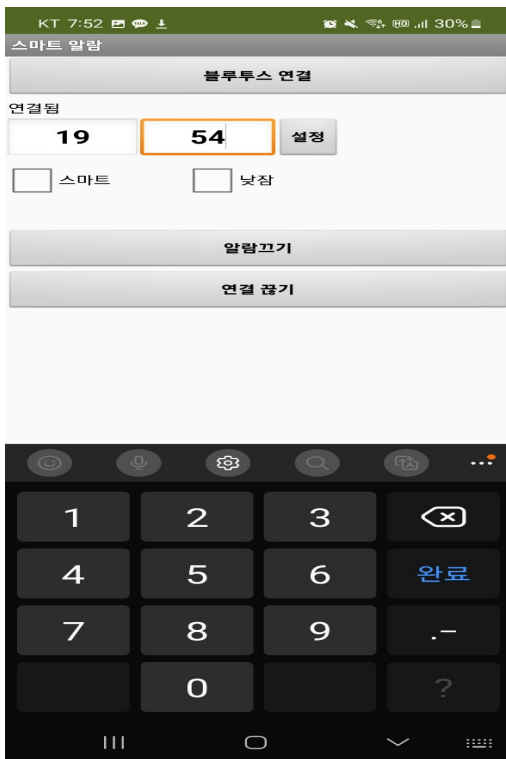 KT 7:52 30%
스마트 알람
블루투스 연결
연결됨
19 54 설정
스마트 낮잠
알람끄기
연결 끊기
1 2 3
4 5 6 완료
7 8 9 .-
0 ?